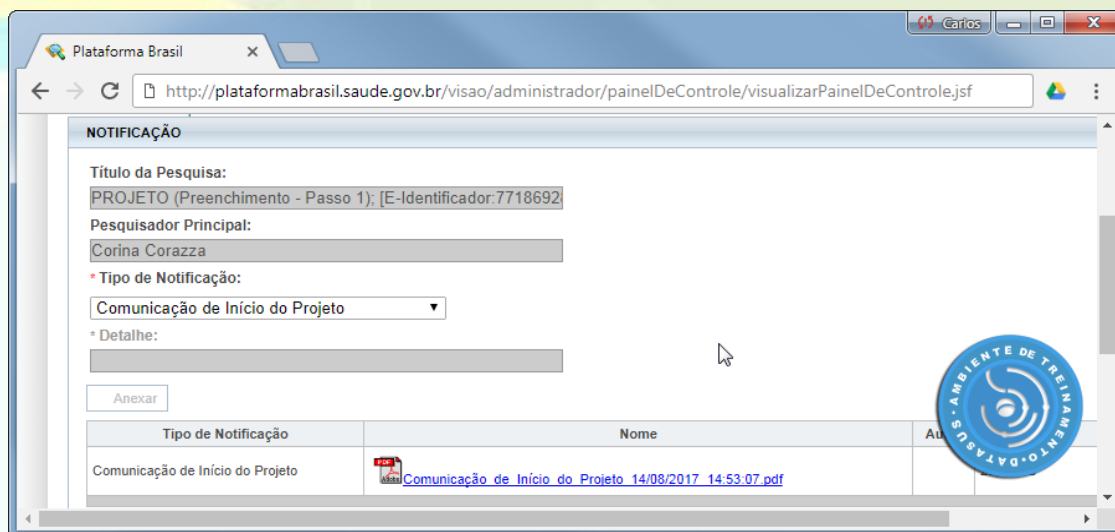 Carlos
Plataforma Brasil
http://plataformabrasil.saude.gov.br/visao/administrador/painelDeControle/visualizarPainelDeControle.jsf
NOTIFICAÇÃO
Título da Pesquisa:
PROJETO (Preenchimento - Passo 1); [E-Identificador:7718692
Pesquisador Principal:
Corina Corazza
* Tipo de Notificação:
Comunicação de Início do Projeto
* Detalhe:
Anexar
AMBIENTE DE TREINAMENTO
DATASUS
Tipo de Notificação Nome Au
Comunicação de Início do Projeto PDF Adobe Comunicação_de_Início_do_Projeto_14/08/2017_14:53:07.pdf